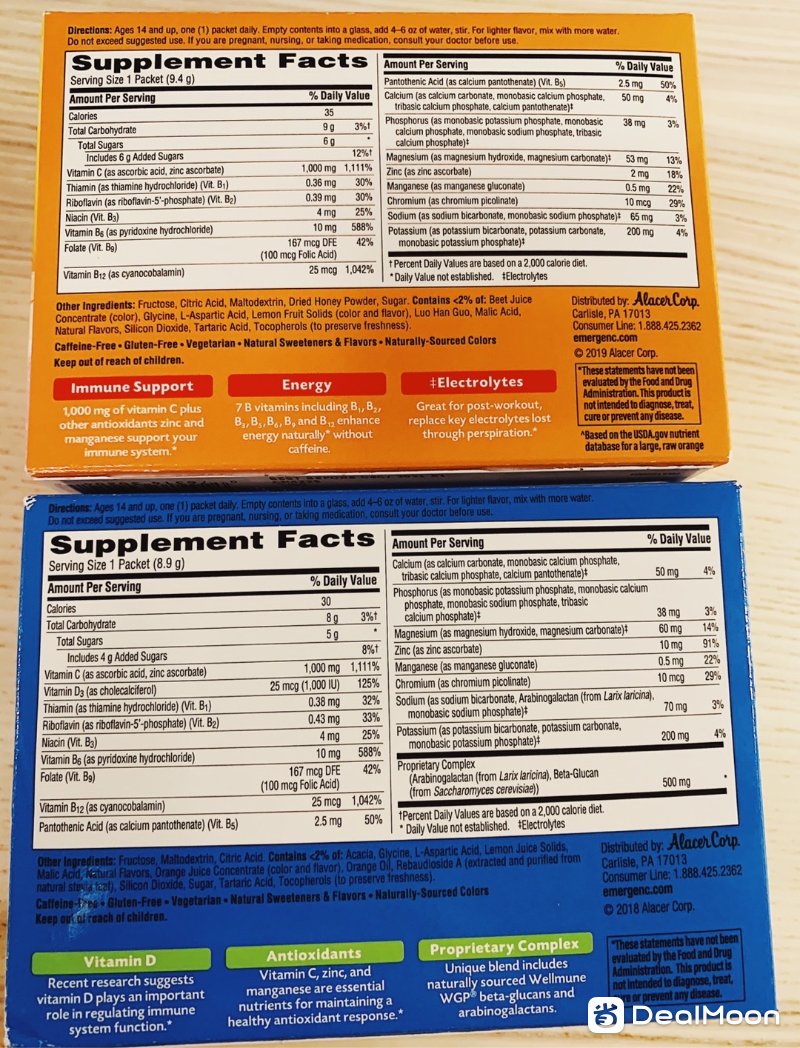 Directions: Ages 14 and up, one (1) packet daily. Empty contents into a glass, add 4–6 oz of water, stir. For lighter flavor, mix with more water.
Do not exceed suggested use. If you are pregnant, nursing, or taking medication, consult your doctor before use.
Supplement Facts
Serving Size 1 Packet (9.4 g)
Amount Per Serving % Daily Value
Calories 35
Total Carbohydrate 9 g 3%†
Total Sugars 6 g *
Includes 6 g Added Sugars 12%†
Vitamin C (as ascorbic acid, zinc ascorbate) 1,000 mg 1,111%
Thiamin (as thiamine hydrochloride) (Vit. B1) 0.36 mg 30%
Riboflavin (as riboflavin-5'-phosphate) (Vit. B2) 0.39 mg 30%
Niacin (Vit. B3) 4 mg 25%
Vitamin B6 (as pyridoxine hydrochloride) 10 mg 588%
Folate (Vit. B9) 167 mcg DFE 42%
(100 mcg Folic Acid)
Vitamin B12 (as cyanocobalamin) 25 mcg 1,042%
Amount Per Serving % Daily Value
Pantothenic Acid (as calcium pantothenate) (Vit. B5) 2.5 mg 50%
Calcium (as calcium carbonate, monobasic calcium phosphate, 50 mg 4%
tribasic calcium phosphate, calcium pantothenate)‡
Phosphorus (as monobasic potassium phosphate, monobasic 38 mg 3%
calcium phosphate, monobasic sodium phosphate, tribasic
calcium phosphate)‡
Magnesium (as magnesium hydroxide, magnesium carbonate)‡ 53 mg 13%
Zinc (as zinc ascorbate) 2 mg 18%
Manganese (as manganese gluconate) 0.5 mg 22%
Chromium (as chromium picolinate) 10 mcg 29%
Sodium (as sodium bicarbonate, monobasic sodium phosphate)‡ 65 mg 3%
Potassium (as potassium bicarbonate, potassium carbonate, 200 mg 4%
monobasic potassium phosphate)‡
† Percent Daily Values are based on a 2,000 calorie diet.
* Daily Value not established. ‡Electrolytes
Other Ingredients: Fructose, Citric Acid, Maltodextrin, Dried Honey Powder, Sugar. Contains <2% of: Beet Juice
Concentrate (color), Glycine, L-Aspartic Acid, Lemon Fruit Solids (color and flavor), Luo Han Guo, Malic Acid,
Natural Flavors, Silicon Dioxide, Tartaric Acid, Tocopherols (to preserve freshness).
Caffeine-Free • Gluten-Free • Vegetarian • Natural Sweeteners & Flavors • Naturally-Sourced Colors
Keep out of reach of children.
Distributed by: Alacer Corp.
Carlisle, PA 17013
Consumer Line: 1.888.425.2362
emergenc.com
© 2019 Alacer Corp.
*These statements have not been
evaluated by the Food and Drug
Administration. This product is
not intended to diagnose, treat,
cure or prevent any disease.
^Based on the USDA.gov nutrient
database for a large, raw orange
Immune Support
1,000 mg of vitamin C plus
other antioxidants zinc and
manganese support your
immune system.*
Energy
7 B vitamins including B1, B2,
B3, B5, B6, B9 and B12 enhance
energy naturally* without
caffeine.
‡Electrolytes
Great for post-workout,
replace key electrolytes lost
through perspiration.*
Directions: Ages 14 and up, one (1) packet daily. Empty contents into a glass, add 4–6 oz of water, stir. For lighter flavor, mix with more water.
Do not exceed suggested use. If you are pregnant, nursing, or taking medication, consult your doctor before use.
Supplement Facts
Serving Size 1 Packet (8.9 g)
Amount Per Serving % Daily Value
Calories 30
Total Carbohydrate 8 g 3%†
Total Sugars 5 g *
Includes 4 g Added Sugars 8%†
Vitamin C (as ascorbic acid, zinc ascorbate) 1,000 mg 1,111%
Vitamin D3 (as cholecalciferol) 25 mcg (1,000 IU) 125%
Thiamin (as thiamine hydrochloride) (Vit. B1) 0.38 mg 32%
Riboflavin (as riboflavin-5'-phosphate) (Vit. B2) 0.43 mg 33%
Niacin (Vit. B3) 4 mg 25%
Vitamin B6 (as pyridoxine hydrochloride) 10 mg 588%
Folate (Vit. B9) 167 mcg DFE 42%
(100 mcg Folic Acid)
Vitamin B12 (as cyanocobalamin) 25 mcg 1,042%
Pantothenic Acid (as calcium pantothenate) (Vit. B5) 2.5 mg 50%
Amount Per Serving % Daily Value
Calcium (as calcium carbonate, monobasic calcium phosphate,
tribasic calcium phosphate, calcium pantothenate)‡ 50 mg 4%
Phosphorus (as monobasic potassium phosphate, monobasic calcium
phosphate, monobasic sodium phosphate, tribasic
calcium phosphate)‡ 38 mg 3%
Magnesium (as magnesium hydroxide, magnesium carbonate)‡ 60 mg 14%
Zinc (as zinc ascorbate) 10 mg 91%
Manganese (as manganese gluconate) 0.5 mg 22%
Chromium (as chromium picolinate) 10 mcg 29%
Sodium (as sodium bicarbonate, Arabinogalactan (from Larix laricina),
monobasic sodium phosphate)‡ 70 mg 3%
Potassium (as potassium bicarbonate, potassium carbonate,
monobasic potassium phosphate)‡ 200 mg 4%
Proprietary Complex
(Arabinogalactan (from Larix laricina), Beta-Glucan
(from Saccharomyces cerevisiae)) 500 mg *
†Percent Daily Values are based on a 2,000 calorie diet.
* Daily Value not established. ‡Electrolytes
Other Ingredients: Fructose, Maltodextrin, Citric Acid. Contains <2% of: Acacia, Glycine, L-Aspartic Acid, Lemon Juice Solids,
Malic Acid, Natural Flavors, Orange Juice Concentrate (color and flavor), Orange Oil, Rebaudioside A (extracted and purified from
natural stevia leaf), Silicon Dioxide, Sugar, Tartaric Acid, Tocopherols (to preserve freshness).
Caffeine-Free • Gluten-Free • Vegetarian • Natural Sweeteners & Flavors • Naturally-Sourced Colors
Keep out of reach of children.
Distributed by: Alacer Corp.
Carlisle, PA 17013
Consumer Line: 1.888.425.2362
emergenc.com
© 2018 Alacer Corp.
*These statements have not been
evaluated by the Food and Drug
Administration. This product is
not intended to diagnose, treat,
cure or prevent any disease.
Vitamin D
Recent research suggests
vitamin D plays an important
role in regulating immune
system function.*
Antioxidants
Vitamin C, zinc, and
manganese are essential
nutrients for maintaining a
healthy antioxidant response.*
Proprietary Complex
Unique blend includes
naturally sourced Wellmune
WGP® beta-glucans and
arabinogalactans.
DealMoon